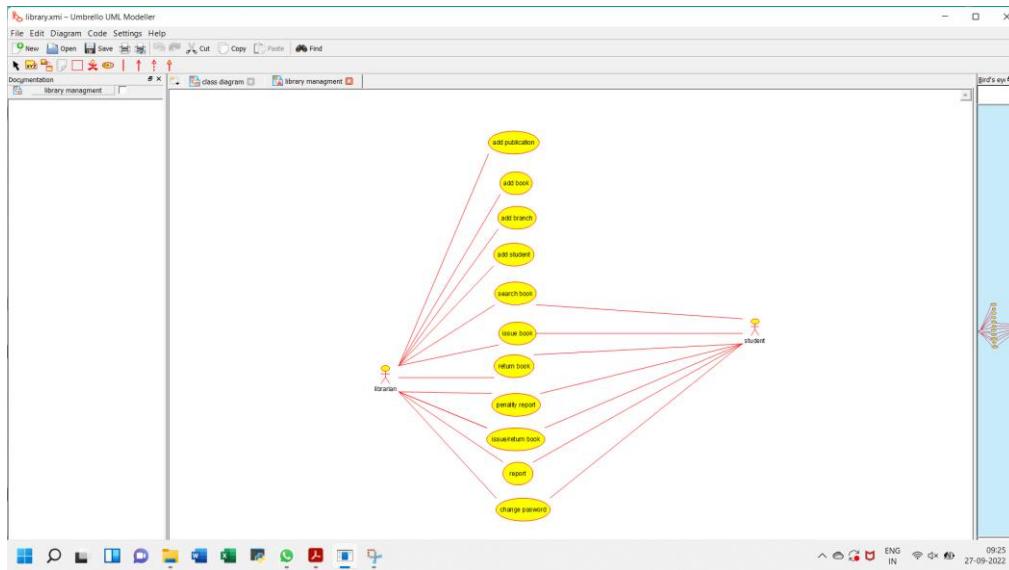 library.xmi – Umbrello UML Modeller
File Edit Diagram Code Settings Help
New Open Save Cut Copy Paste Find
Documentation
library managment
class diagram
library managment
Bird's eye
add publication
add book
add branch
add student
search book
issue book
return book
penality report
issue/return book
report
change pasword
librarian
student
ENG
IN
09:25
27-09-2022